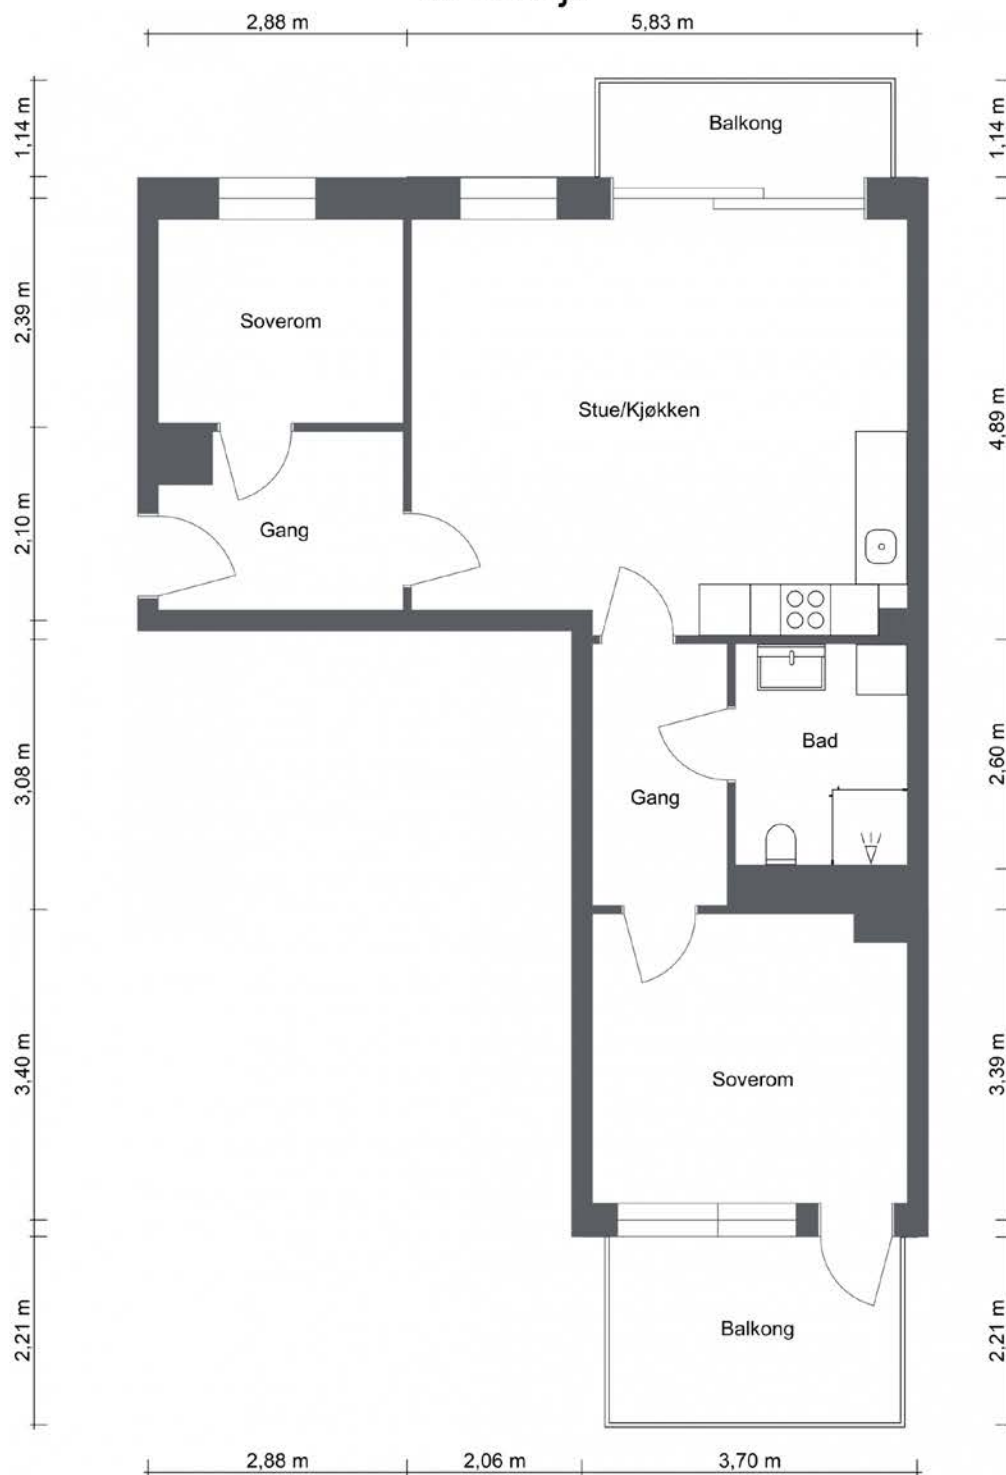 2,88 m 5,83 m
1,14 m
1,14 m
Balkong
2,39 m
Soverom
Stue/Kjøkken
4,89 m
2,10 m
Gang
3,08 m
Bad
2,60 m
Gang
3,40 m
Soverom
3,39 m
2,21 m
Balkong
2,21 m
2,88 m 2,06 m 3,70 m